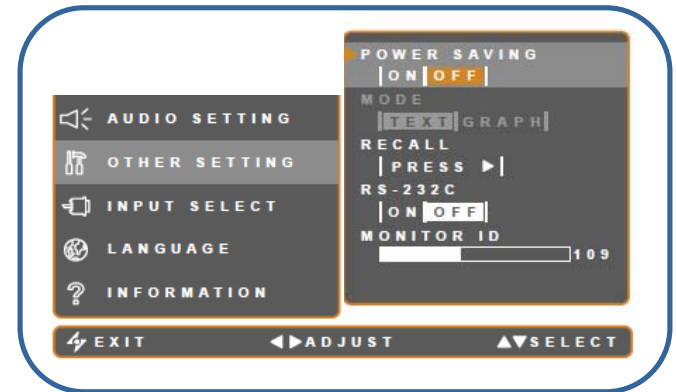 AUDIO SETTING
OTHER SETTING
INPUT SELECT
LANGUAGE
INFORMATION
POWER SAVING
ON OFF
MODE
TEXT GRAPH
RECALL
PRESS ▶
RS-232C
ON OFF
MONITOR ID
109
EXIT ◀▶ADJUST ▲▼SELECT